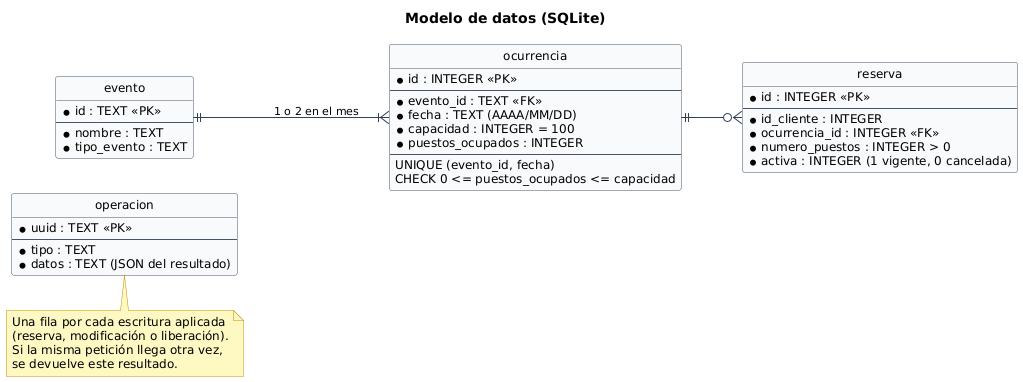 Modelo de datos (SQLite)
evento
● id : TEXT «PK»
● nombre : TEXT
● tipo_evento : TEXT
1 o 2 en el mes
ocurrencia
● id : INTEGER «PK»
● evento_id : TEXT «FK»
● fecha : TEXT (AAAA/MM/DD)
● capacidad : INTEGER = 100
● puestos_ocupados : INTEGER
UNIQUE (evento_id, fecha)
CHECK 0 <= puestos_ocupados <= capacidad
reserva
● id : INTEGER «PK»
● id_cliente : INTEGER
● ocurrencia_id : INTEGER «FK»
● numero_puestos : INTEGER > 0
● activa : INTEGER (1 vigente, 0 cancelada)
operacion
● uuid : TEXT «PK»
● tipo : TEXT
● datos : TEXT (JSON del resultado)
Una fila por cada escritura aplicada
(reserva, modificación o liberación).
Si la misma petición llega otra vez,
se devuelve este resultado.